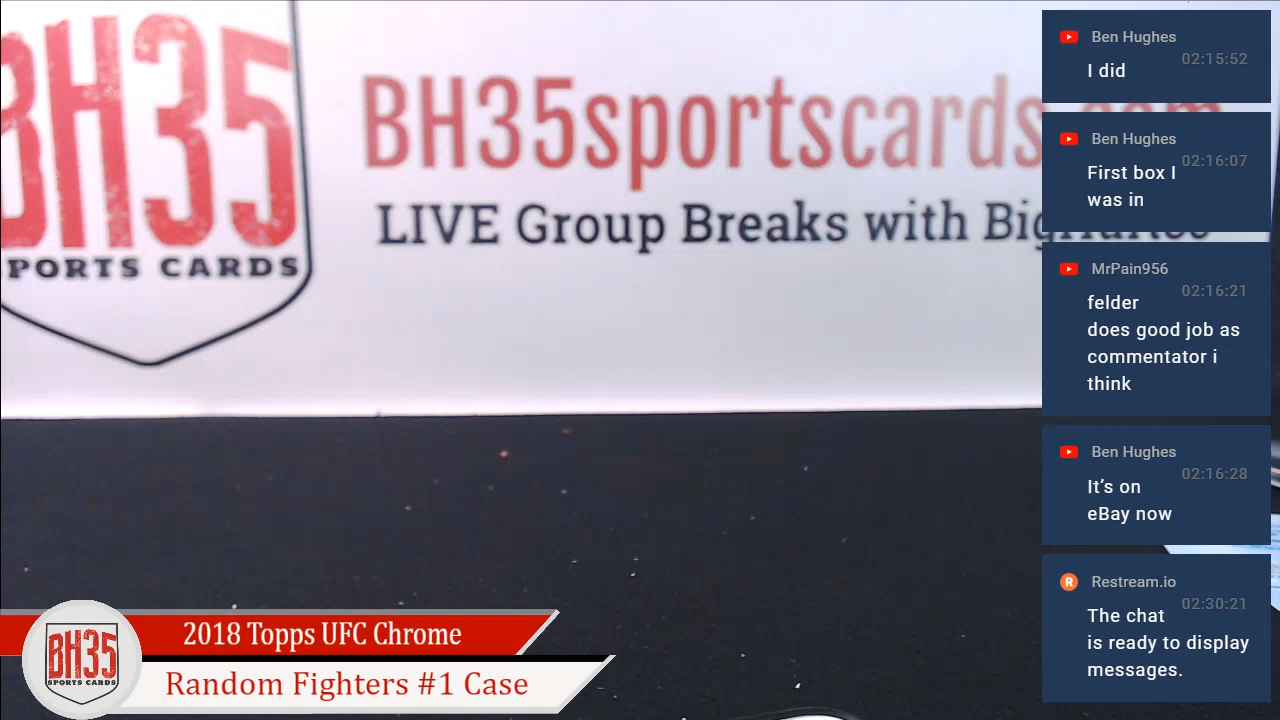 BH35
SPORTS CARDS
BH35sportscards.com
LIVE Group Breaks with
Ben Hughes
02:15:52
I did
Ben Hughes
02:16:07
First box I
was in
MrPain956
02:16:21
felder
does good job as
commentator i
think
Ben Hughes
02:16:28
It's on
eBay now
Restream.io
02:30:21
The chat
is ready to display
messages.
BH35
SPORTS CARDS
2018 Topps UFC Chrome
Random Fighters #1 Case